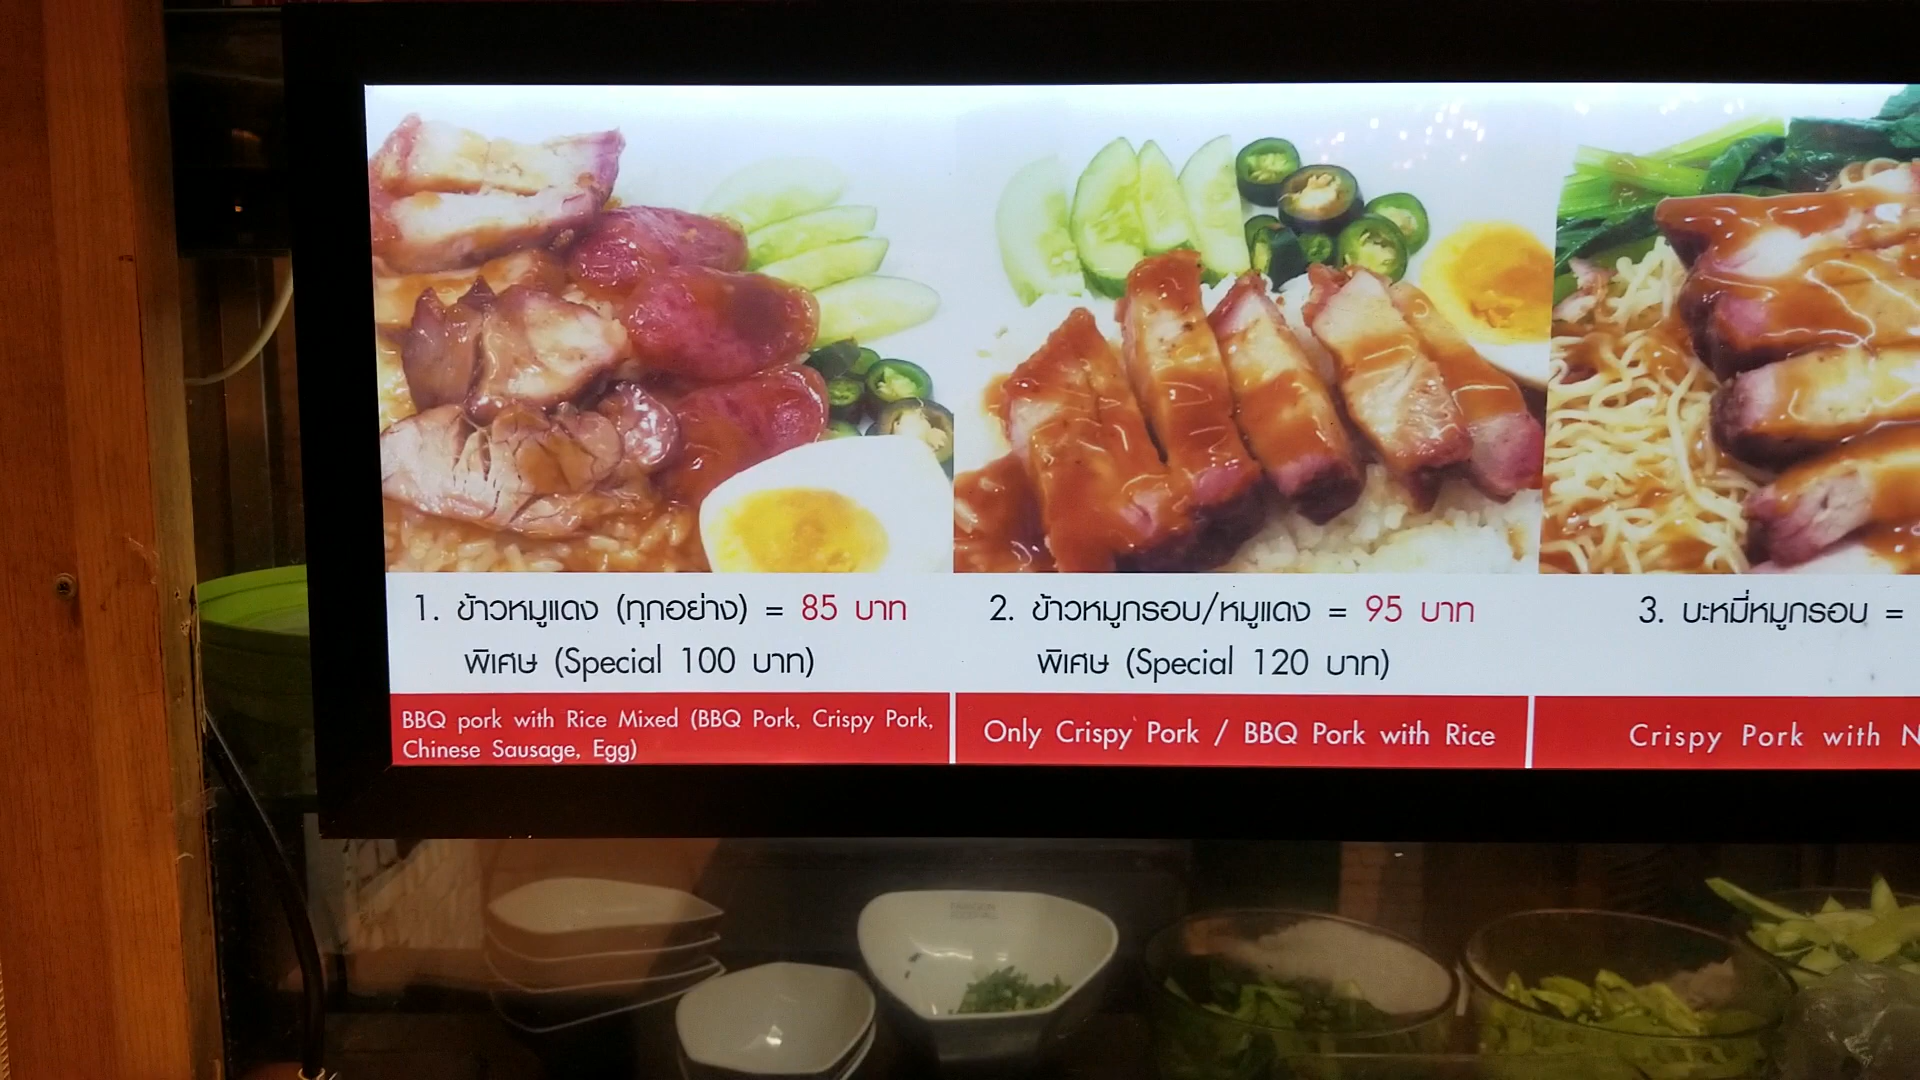 1. ข้าวหมูแดง (ทุกอย่าง) = 85 บาท
พิเศษ (Special 100 บาท)
BBQ pork with Rice Mixed (BBQ Pork, Crispy Pork,
Chinese Sausage, Egg)
2. ข้าวหมูกรอบ/หมูแดง = 95 บาท
พิเศษ (Special 120 บาท)
Only Crispy Pork / BBQ Pork with Rice
3. บะหมี่หมูกรอบ =
Crispy Pork with N